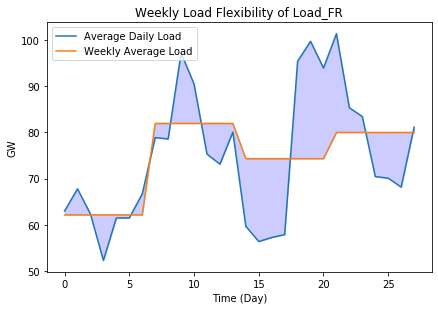 Weekly Load Flexibility of Load_FR
Average Daily Load
Weekly Average Load
100
90
80
70
60
50
GW
0 5 10 15 20 25
Time (Day)